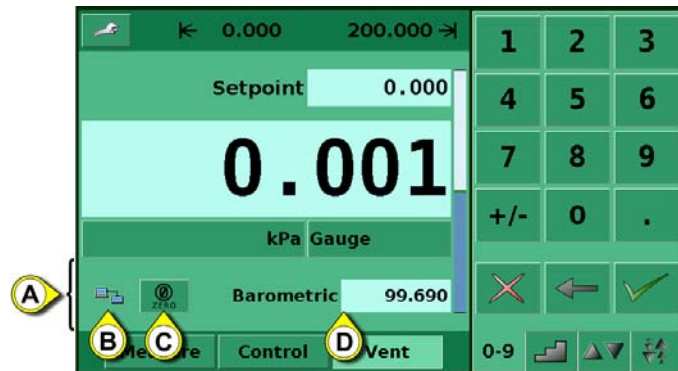 0.000 200.000
Setpoint 0.000
0.001
kPa Gauge
A
ZERO Barometric 99.690
B C D
Measure Control Vent
1 2 3
4 5 6
7 8 9
+/- 0 .
0-9